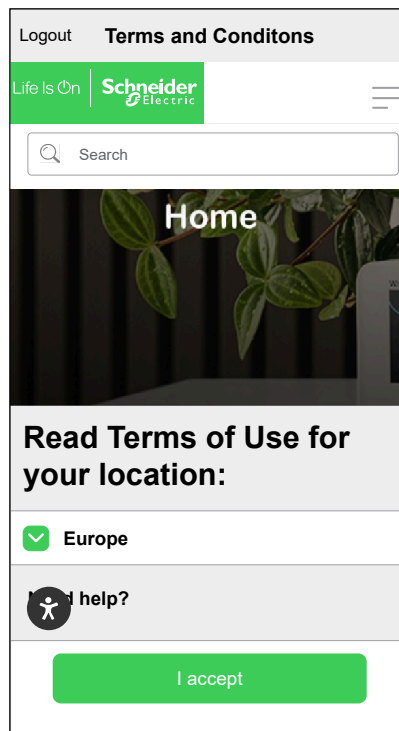 Logout Terms and Conditons
Life Is On Schneider
Electric
Search
Home
Read Terms of Use for
your location:
Europe
help?
I accept